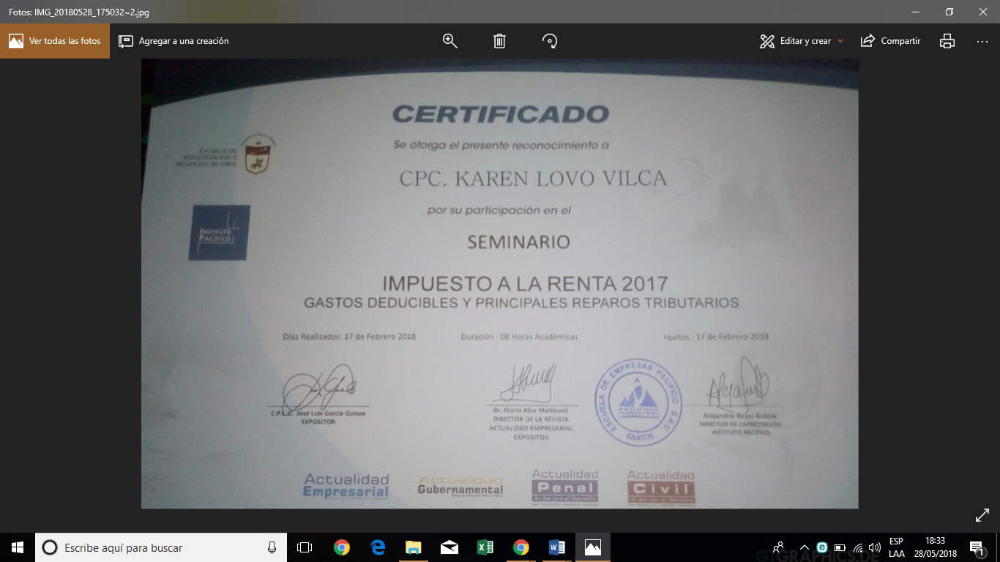 Fotos: IMG_20180528_175032~2.jpg
Ver todas las fotos
Agregar a una creación
Editar y crear
Compartir
CERTIFICADO
Se otorga el presente reconocimiento a
ESCUELA DE
INVESTIGACIÓN Y
NEGOCIOS DE LIMA
CPC. KAREN LOVO VILCA
por su participación en el
INSTITUTO
PACÍFICO
SEMINARIO
IMPUESTO A LA RENTA 2017
GASTOS DEDUCIBLES Y PRINCIPALES REPAROS TRIBUTARIOS
Días Realizados: 17 de Febrero 2018
Duración : 08 Horas Académicas
Iquitos , 17 de Febrero 2018
C.P.C.C. José Luis García Quispe
EXPOSITOR
Dr. Mario Alva Matteucci
DIRECTOR DE LA REVISTA
ACTUALIDAD EMPRESARIAL
EXPOSITOR
ESCUELA DE EMPRESAS PACIFICO S.A.C.
IQUITOS
Alejandro Rojas Buleje
DIRECTOR DE CAPACITACIÓN
INSTITUTO PACÍFICO
Actualidad
Empresarial
Actualidad
Gubernamental
Actualidad
Penal
Al día con el Derecho
Actualidad
Civil
Al día con el Derecho
Escribe aquí para buscar
ESP
LAA
18:33
28/05/2018
1
GTGRAPHICS.DE